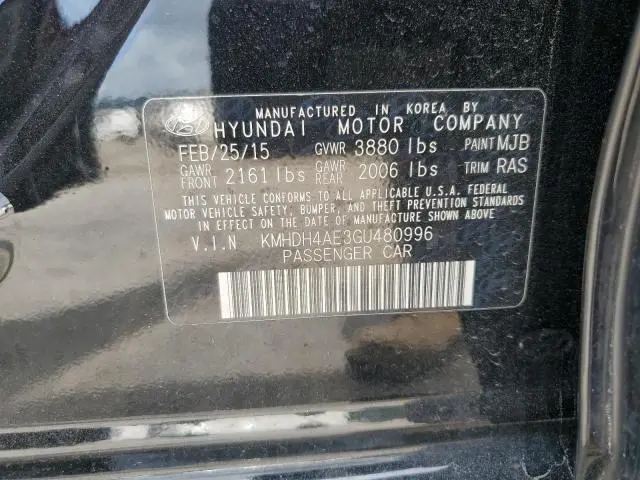 MANUFACTURED IN KOREA BY
HYUNDAI MOTOR COMPANY
FEB/25/15 GVWR 3880 lbs PAINT MJB
GAWR FRONT 2161 lbs GAWR REAR 2006 lbs TRIM RAS
THIS VEHICLE CONFORMS TO ALL APPLICABLE U.S.A. FEDERAL
MOTOR VEHICLE SAFETY, BUMPER, AND THEFT PREVENTION STANDARDS
IN EFFECT ON THE DATE OF MANUFACTURE SHOWN ABOVE.
V.I.N KMHDH4AE3GU480996
PASSENGER CAR